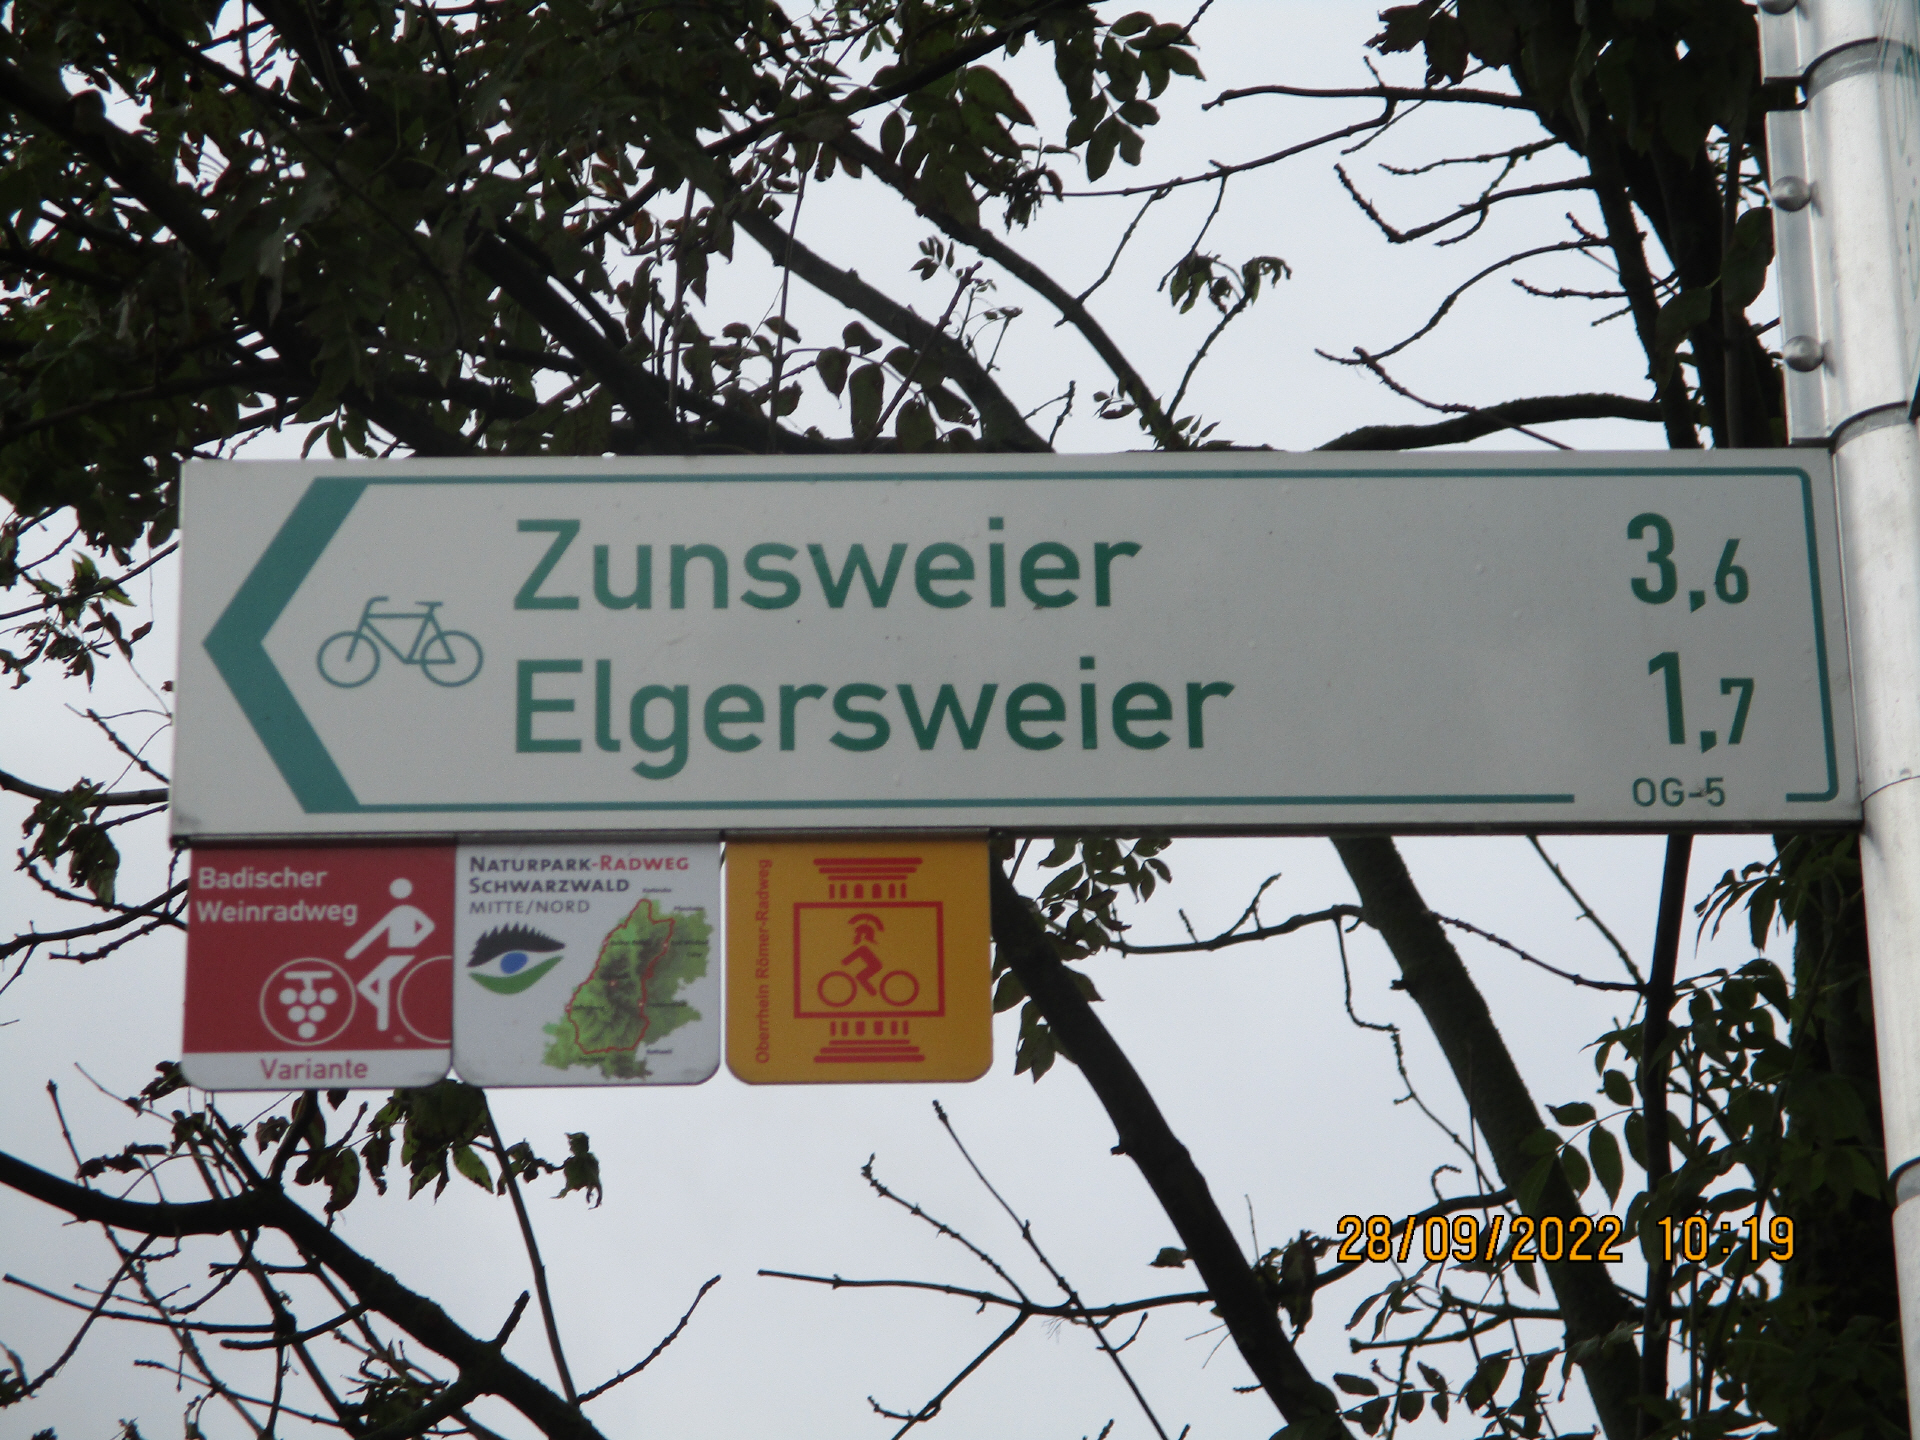 Zunsweier 3,6
Elgersweier 1,7
OG-5
Badischer
Weinradweg
Variante
NATURPARK-RADWEG
SCHWARZWALD
MITTE/NORD
Oberrhein Römer-Radweg
28/09/2022 10:19